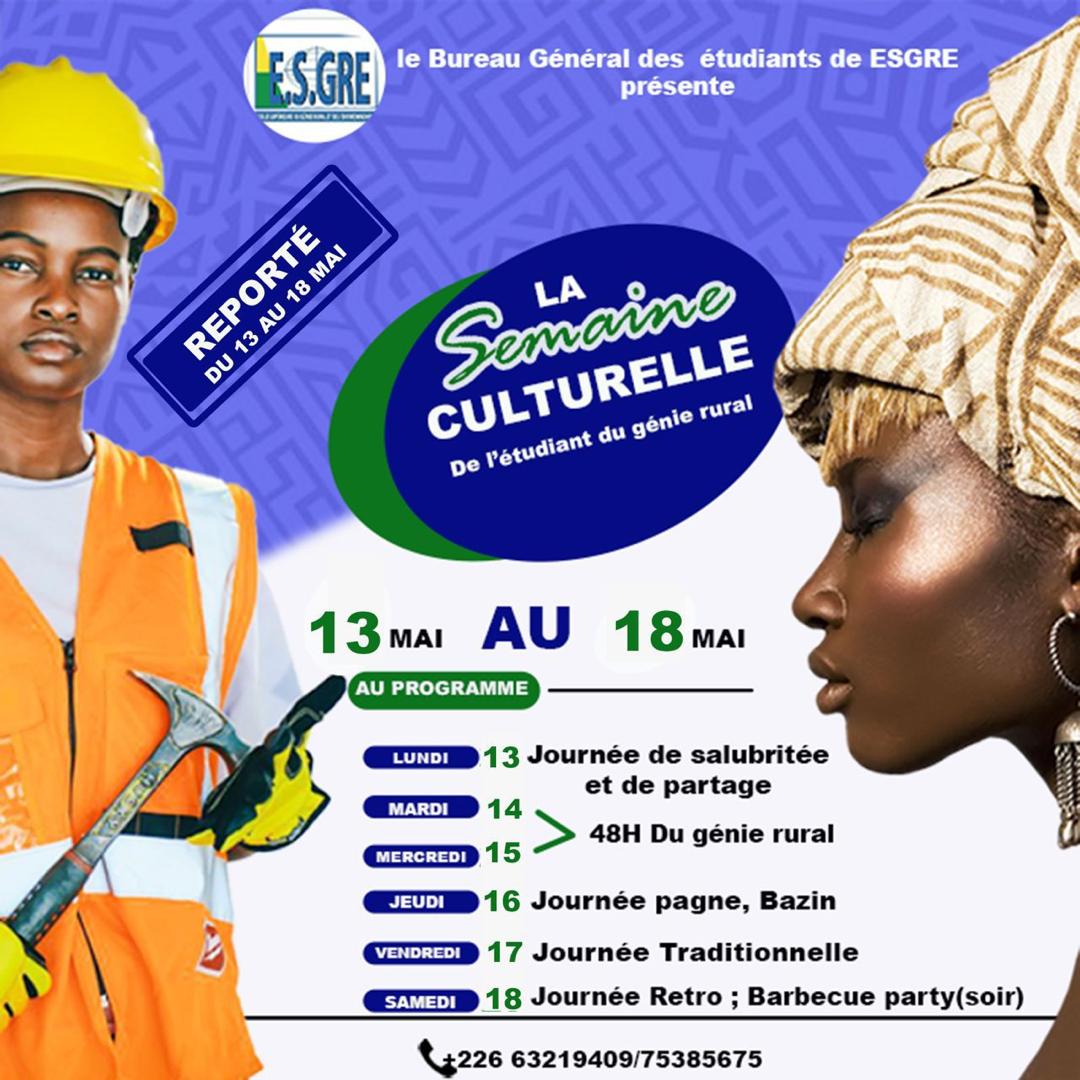 E.S.GRE
le Bureau Général des étudiants de ESGRE
présente
REPORTÉ
DU 13 AU 18 MAI
LA
Semaine
CULTURELLE
De l'étudiant du génie rural
13 MAI AU 18 MAI
AU PROGRAMME
LUNDI 13 Journée de salubritée
et de partage
MARDI 14
48H Du génie rural
MERCREDI 15
JEUDI 16 Journée pagne, Bazin
VENDREDI 17 Journée Traditionnelle
SAMEDI 18 Journée Retro ; Barbecue party(soir)
+226 63219409/75385675